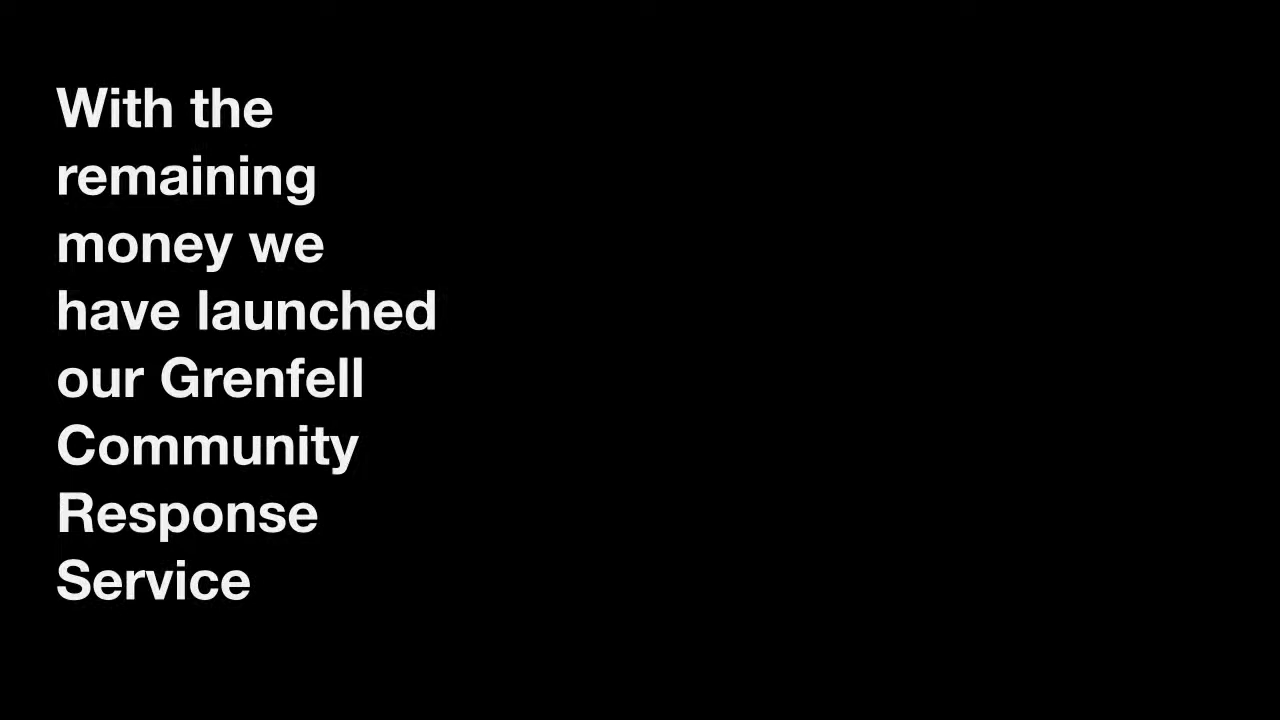 With the
remaining
money we
have launched
our Grenfell
Community
Response
Service